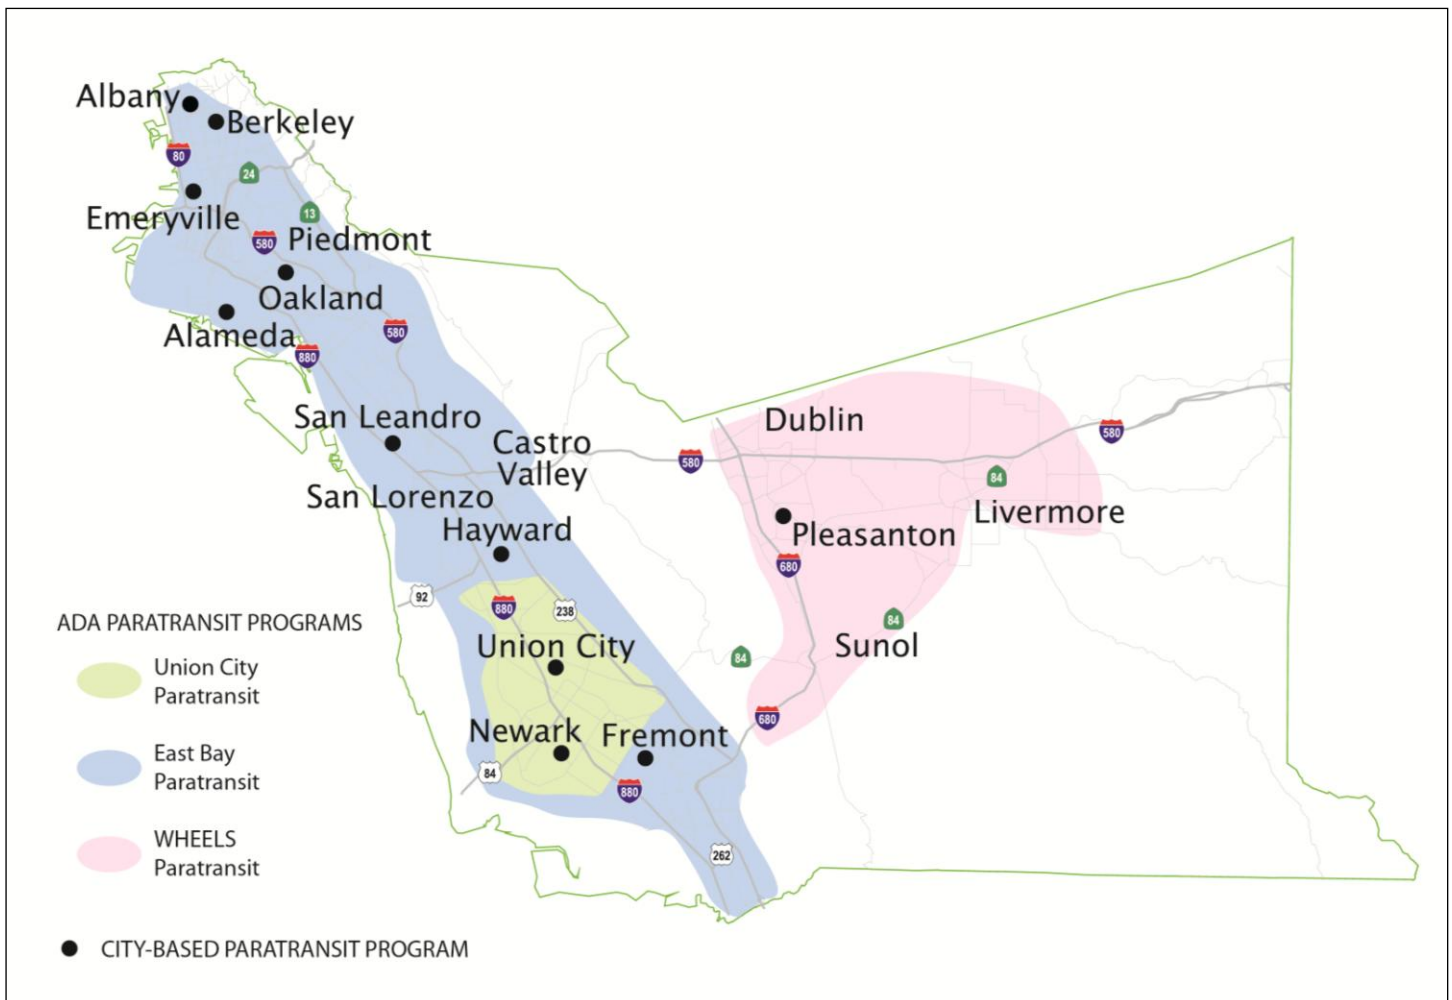 Albany
Berkeley
80
24
Emeryville
13
580
Piedmont
Oakland
Alameda
580
880
San Leandro
Castro
Valley
San Lorenzo
Hayward
580
Dublin
580
84
Livermore
Pleasanton
680
92
880
238
Union City
84
Sunol
84
680
Newark
Fremont
84
880
262
ADA PARATRANSIT PROGRAMS
Union City
Paratransit
East Bay
Paratransit
WHEELS
Paratransit
CITY-BASED PARATRANSIT PROGRAM